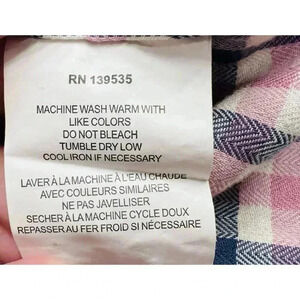 RN 139535
MACHINE WASH WARM WITH
LIKE COLORS
DO NOT BLEACH
TUMBLE DRY LOW
COOL IRON IF NECESSARY
LAVER À LA MACHINE À L'EAU CHAUDE
AVEC COULEURS SIMILAIRES
NE PAS JAVELLISER
SECHER À LA MACHINE CYCLE DOUX
REPASSER AU FER FROID SI NÉCESSAIRE